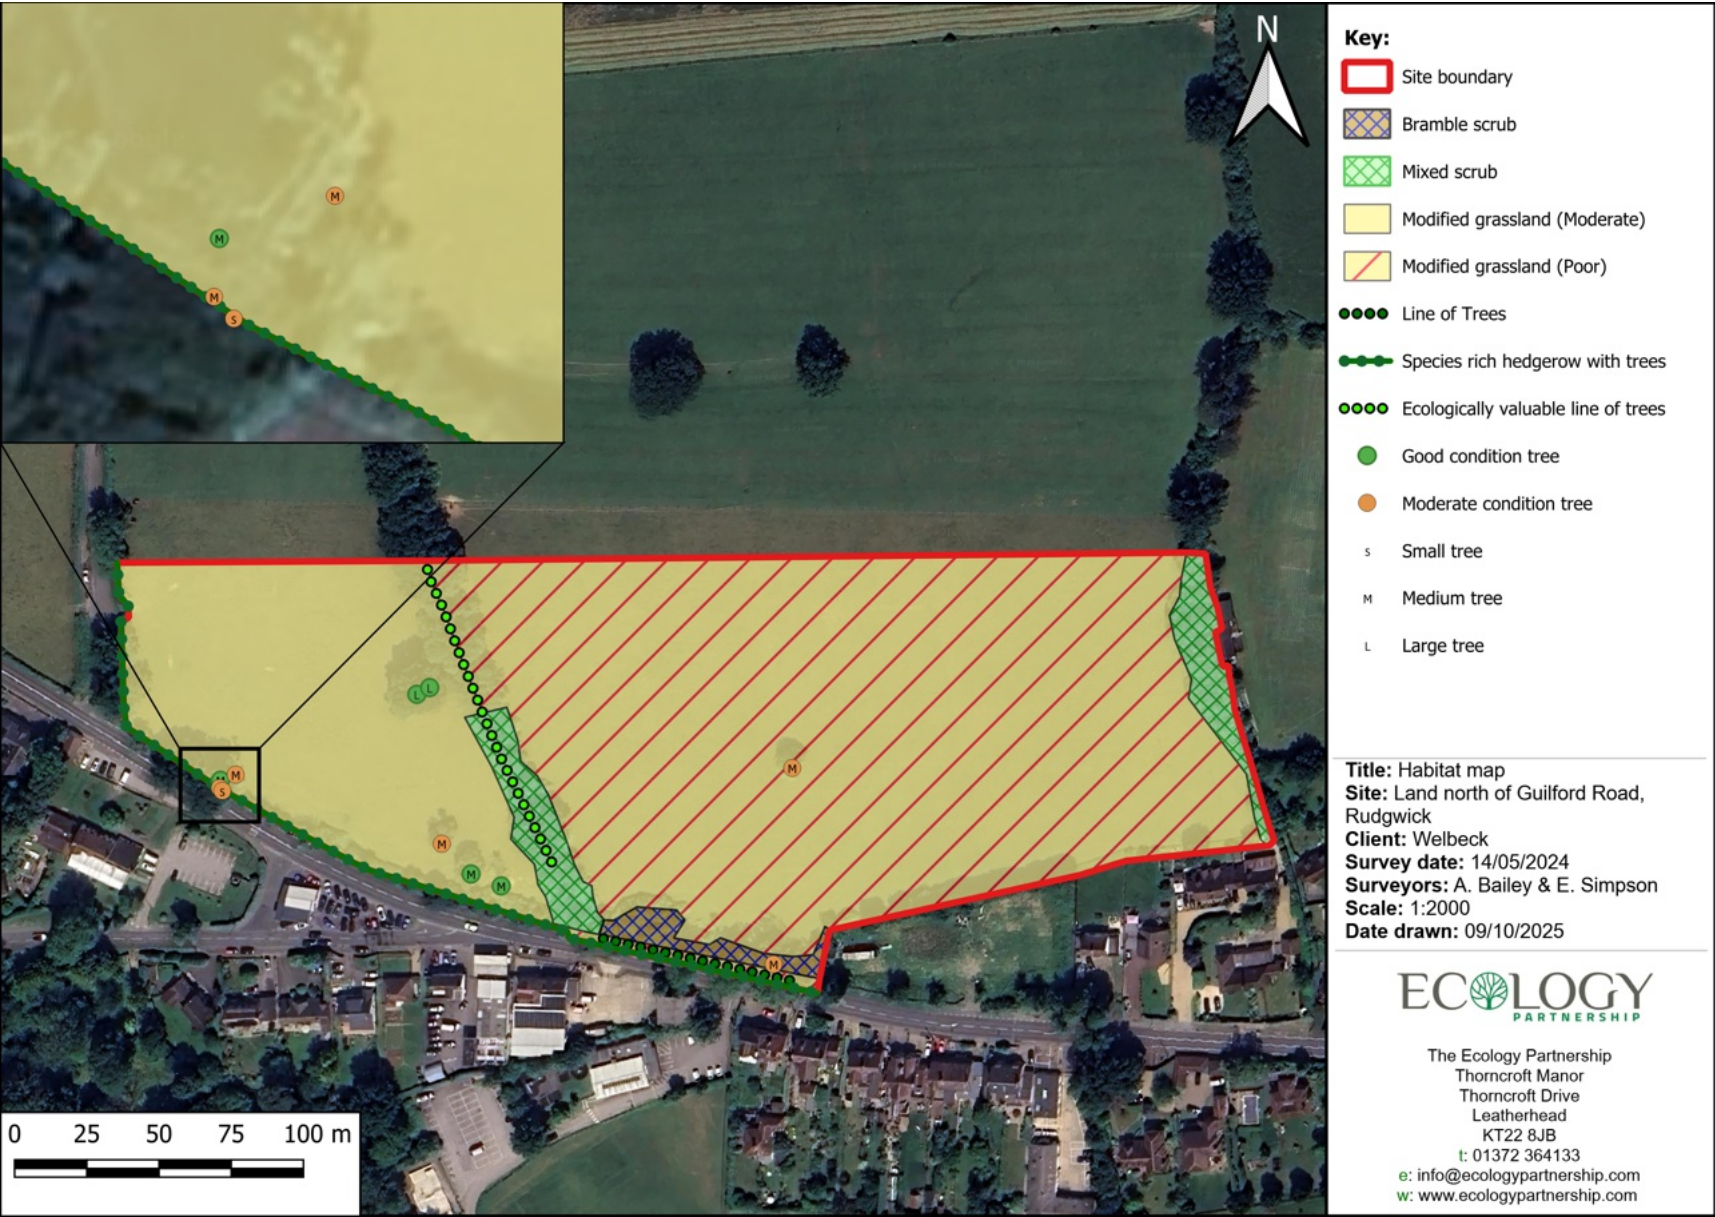 N
M
M
M
S
L
L
M
M
S
M
M
M
M
M
0 25 50 75 100 m
Key:
Site boundary
Bramble scrub
Mixed scrub
Modified grassland (Moderate)
Modified grassland (Poor)
Line of Trees
Species rich hedgerow with trees
Ecologically valuable line of trees
Good condition tree
Moderate condition tree
S Small tree
M Medium tree
L Large tree
Title: Habitat map
Site: Land north of Guilford Road,
Rudgwick
Client: Welbeck
Survey date: 14/05/2024
Surveyors: A. Bailey & E. Simpson
Scale: 1:2000
Date drawn: 09/10/2025
ECOLOGY
PARTNERSHIP
The Ecology Partnership
Thorncroft Manor
Thorncroft Drive
Leatherhead
KT22 8JB
t: 01372 364133
e: info@ecologypartnership.com
w: www.ecologypartnership.com